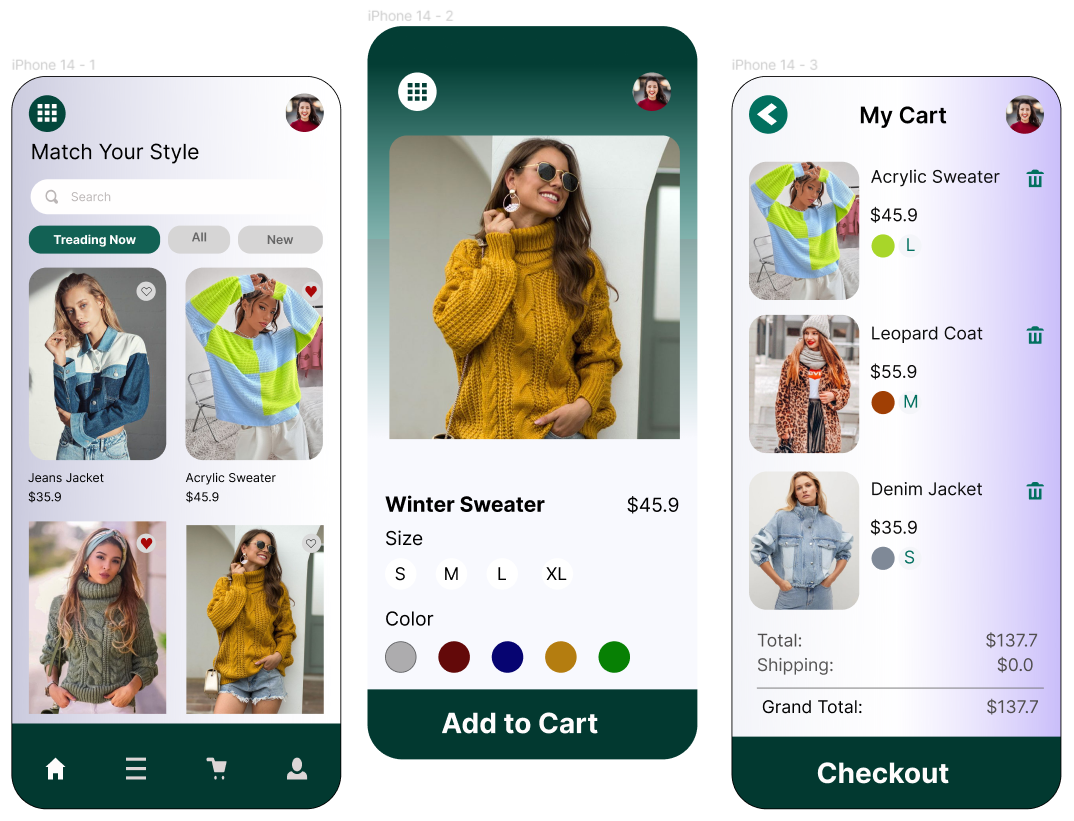 iPhone 14 - 1
Match Your Style
Search
Treading Now
All
New
Jeans Jacket
$35.9
Acrylic Sweater
$45.9
iPhone 14 - 2
Winter Sweater
$45.9
Size
S
M
L
XL
Color
Add to Cart
iPhone 14 - 3
My Cart
Acrylic Sweater
$45.9
L
Leopard Coat
$55.9
M
Denim Jacket
$35.9
S
Total: $137.7
Shipping: $0.0
Grand Total: $137.7
Checkout